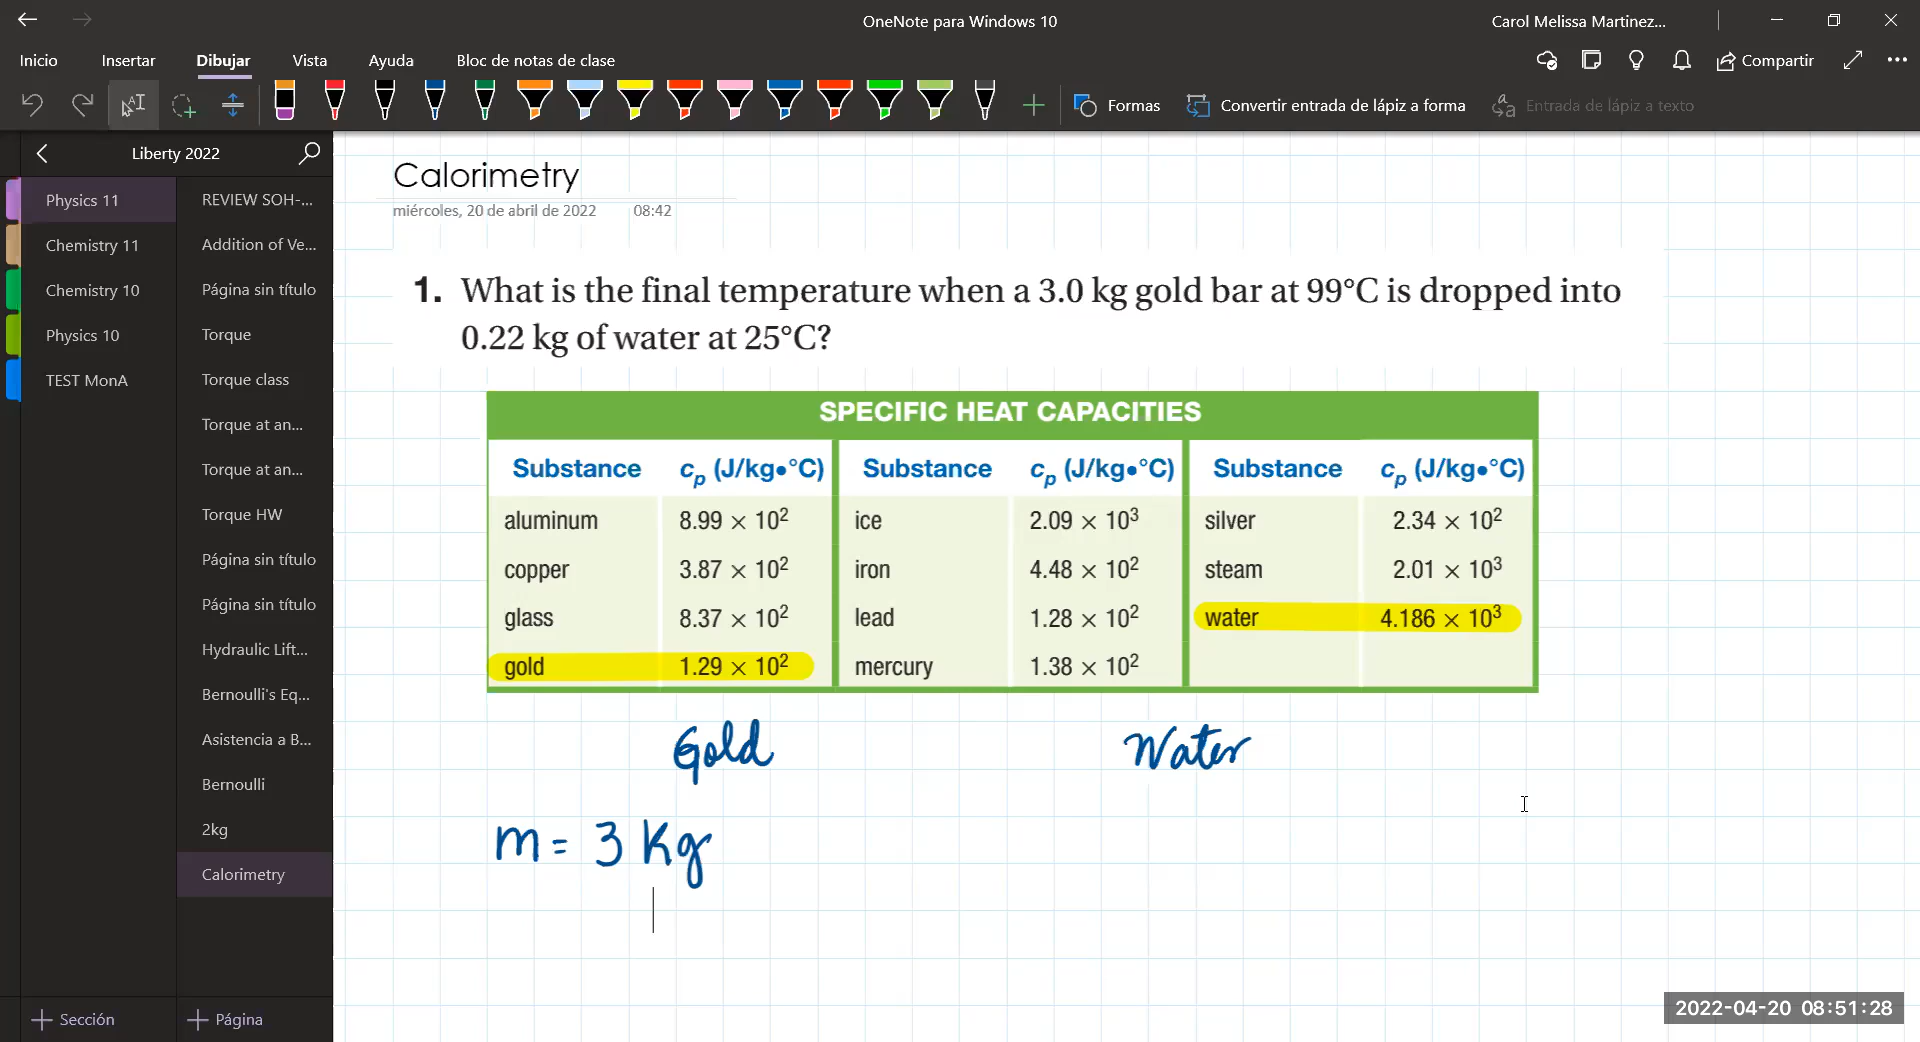 OneNote para Windows 10
Carol Melissa Martinez...
Inicio
Insertar
Dibujar
Vista
Ayuda
Bloc de notas de clase
Compartir
Formas
Convertir entrada de lápiz a forma
Entrada de lápiz a texto
Liberty 2022
Physics 11
Chemistry 11
Chemistry 10
Physics 10
TEST MonA
REVIEW SOH-...
Addition of Ve...
Página sin título
Torque
Torque class
Torque at an...
Torque at an...
Torque HW
Página sin título
Página sin título
Hydraulic Lift...
Bernoulli's Eq...
Asistencia a B...
Bernoulli
2kg
Calorimetry
Sección
Página
Calorimetry
miércoles, 20 de abril de 2022 08:42
1. What is the final temperature when a 3.0 kg gold bar at 99°C is dropped into
0.22 kg of water at 25°C?
SPECIFIC HEAT CAPACITIES
Substance cₚ (J/kg•°C) Substance cₚ (J/kg•°C) Substance cₚ (J/kg•°C)
aluminum 8.99 × 10² ice 2.09 × 10³ silver 2.34 × 10²
copper 3.87 × 10² iron 4.48 × 10² steam 2.01 × 10³
glass 8.37 × 10² lead 1.28 × 10² water 4.186 × 10³
gold 1.29 × 10² mercury 1.38 × 10²
Gold Water
m = 3 Kg
2022-04-20 08:51:28